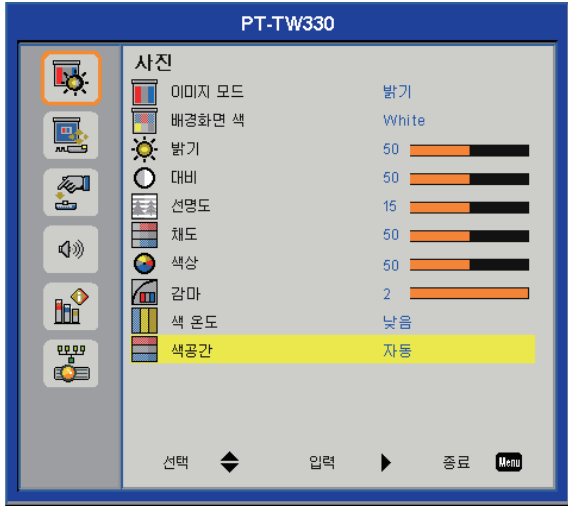 PT-TW330
사진
이미지 모드 밝기
배경화면 색 White
밝기 50
대비 50
선명도 15
채도 50
색상 50
감마 2
색 온도 낮음
색공간 자동
선택 입력 종료 Menu